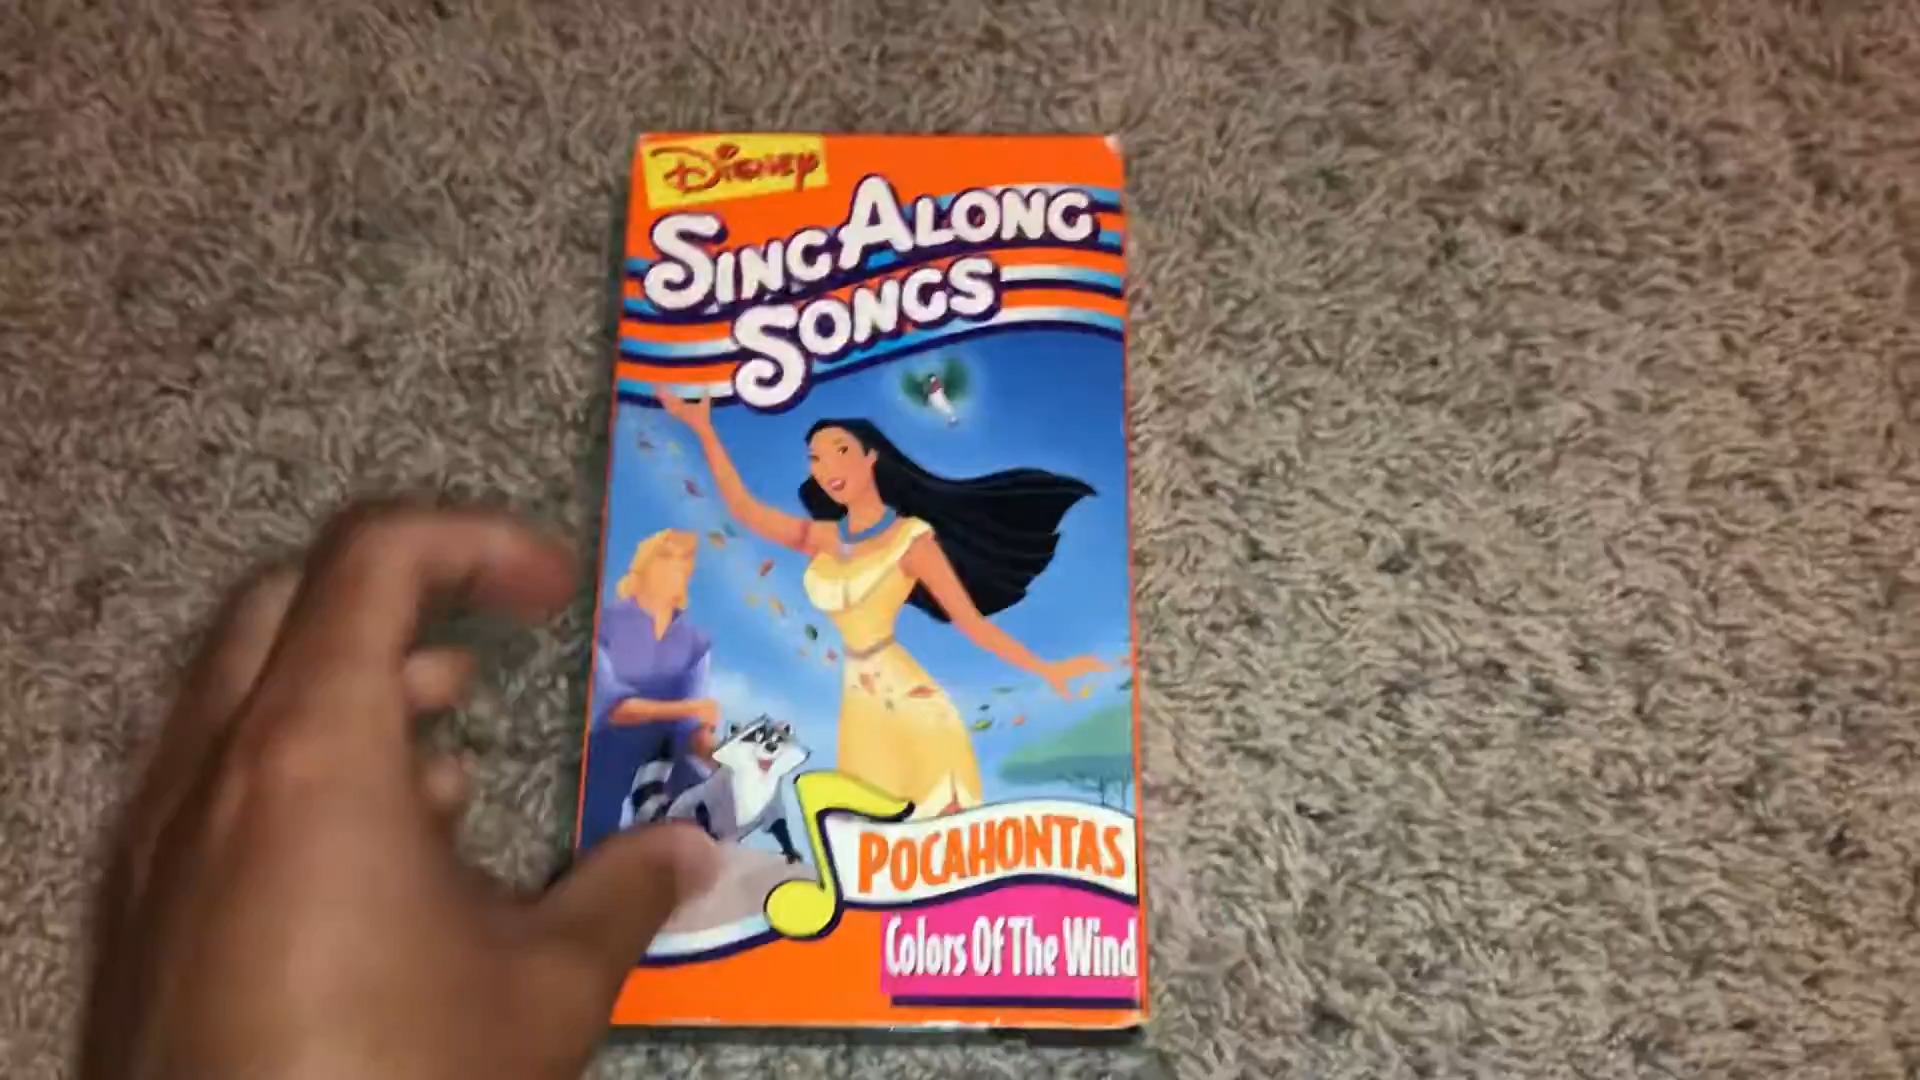 Disney
Sing Along
Songs
POCAHONTAS
Colors Of The Wind